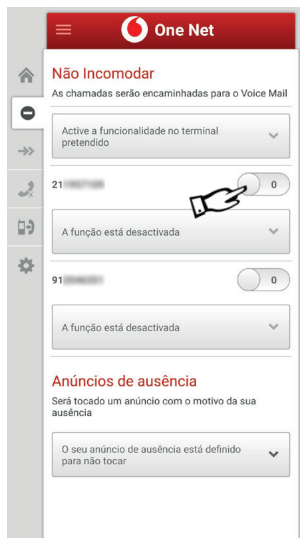 One Net
Não Incomodar
As chamadas serão encaminhadas para o Voice Mail
Active a funcionalidade no terminal
pretendido
21
0
A função está desactivada
91
0
A função está desactivada
Anúncios de ausência
Será tocado um anúncio com o motivo da sua
ausência
O seu anúncio de ausência está definido
para não tocar